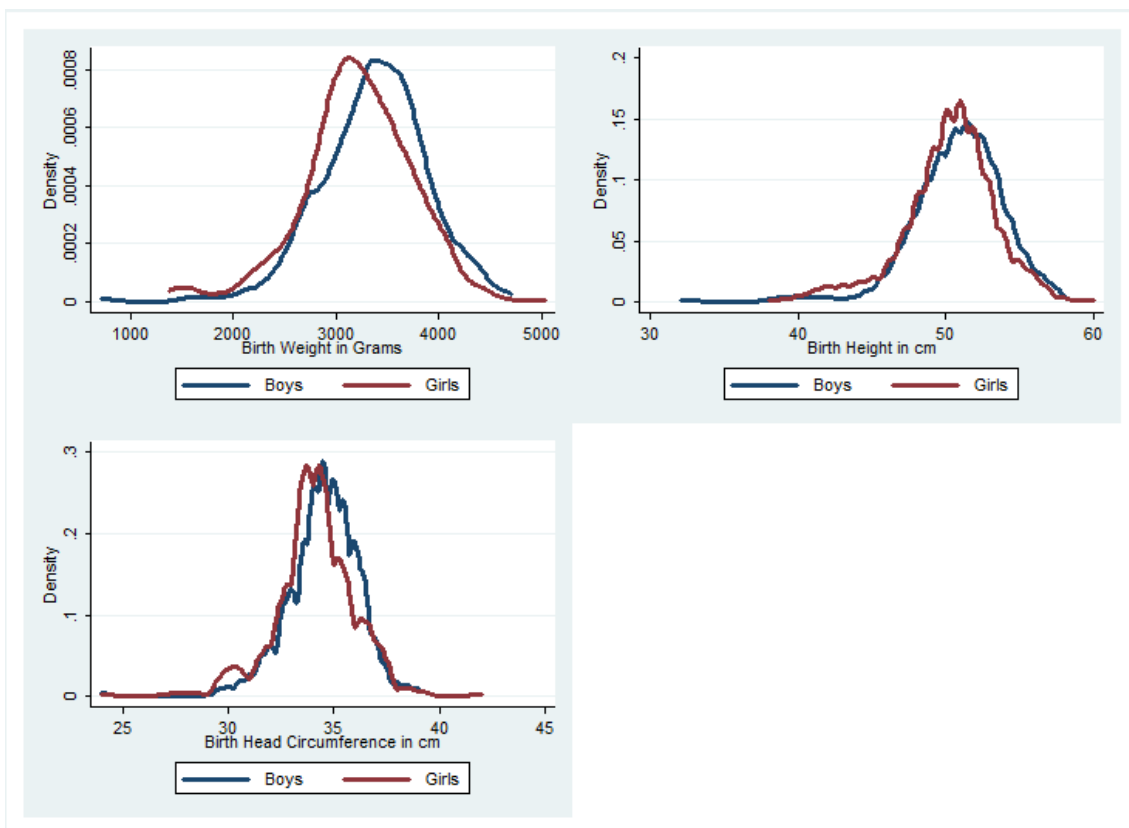 Density
0 .0002 .0004 .0006 .0008
1000 2000 3000 4000 5000
Birth Weight in Grams
Boys Girls
Density
0 .05 .1 .15 .2
30 40 50 60
Birth Height in cm
Boys Girls
Density
0 .1 .2 .3
25 30 35 40 45
Birth Head Circumference in cm
Boys Girls